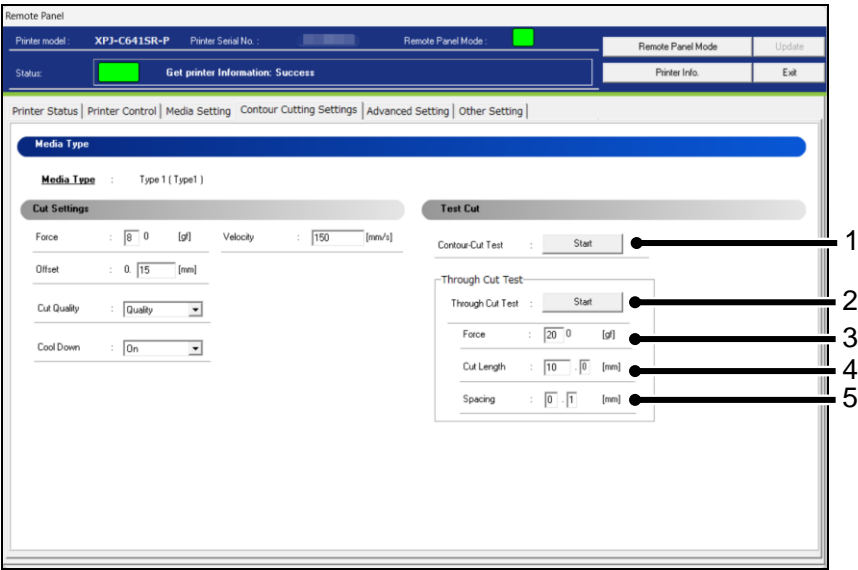 Remote Panel
Printer model : XPJ-C641SR-P Printer Serial No. : Remote Panel Mode : Remote Panel Mode Update
Status: Get printer Information: Success Printer Info. Exit
Printer Status Printer Control Media Setting Contour Cutting Settings Advanced Setting Other Setting
Media Type
Media Type : Type 1 ( Type1 )
Cut Settings Test Cut
Force : 8 0 [gf] Velocity : 150 [mm/s] Contour-Cut Test : Start 1
Offset : 0. 15 [mm] Through Cut Test
Cut Quality : Quality Through Cut Test : Start 2
Force : 20 0 [gf] 3
Cool Down : On Cut Length : 10 . 0 [mm] 4
Spacing : 0 . 1 [mm] 5